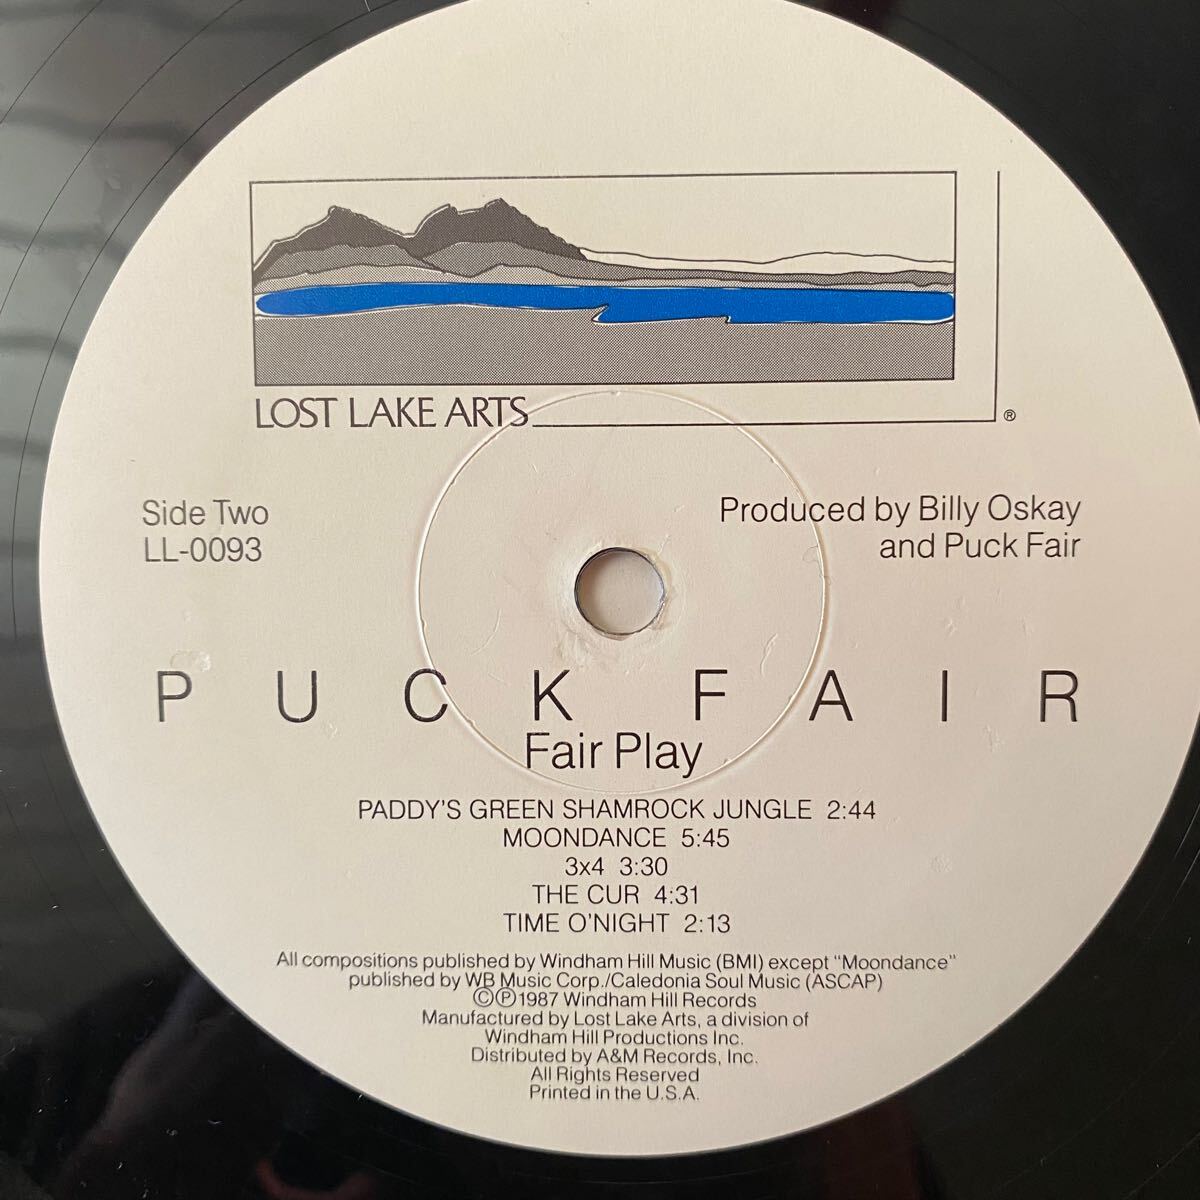 LOST LAKE ARTS ®
Side Two
LL-0093
Produced by Billy Oskay
and Puck Fair
PUCK FAIR
Fair Play
PADDY'S GREEN SHAMROCK JUNGLE 2:44
MOONDANCE 5:45
3x4 3:30
THE CUR 4:31
TIME O'NIGHT 2:13
All compositions published by Windham Hill Music (BMI) except "Moondance"
published by WB Music Corp./Caledonia Soul Music (ASCAP)
©℗1987 Windham Hill Records
Manufactured by Lost Lake Arts, a division of
Windham Hill Productions Inc.
Distributed by A&M Records, Inc.
All Rights Reserved
Printed in the U.S.A.